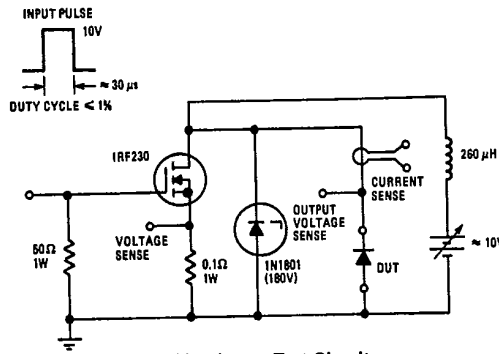 INPUT PULSE
10V
≈ 30 μs
DUTY CYCLE < 1%
IRF230
260 μH
CURRENT
SENSE
OUTPUT
VOLTAGE
SENSE
VOLTAGE
SENSE
50Ω
1W
0.1Ω
1W
1N1801
(180V)
DUT
≈ 10V